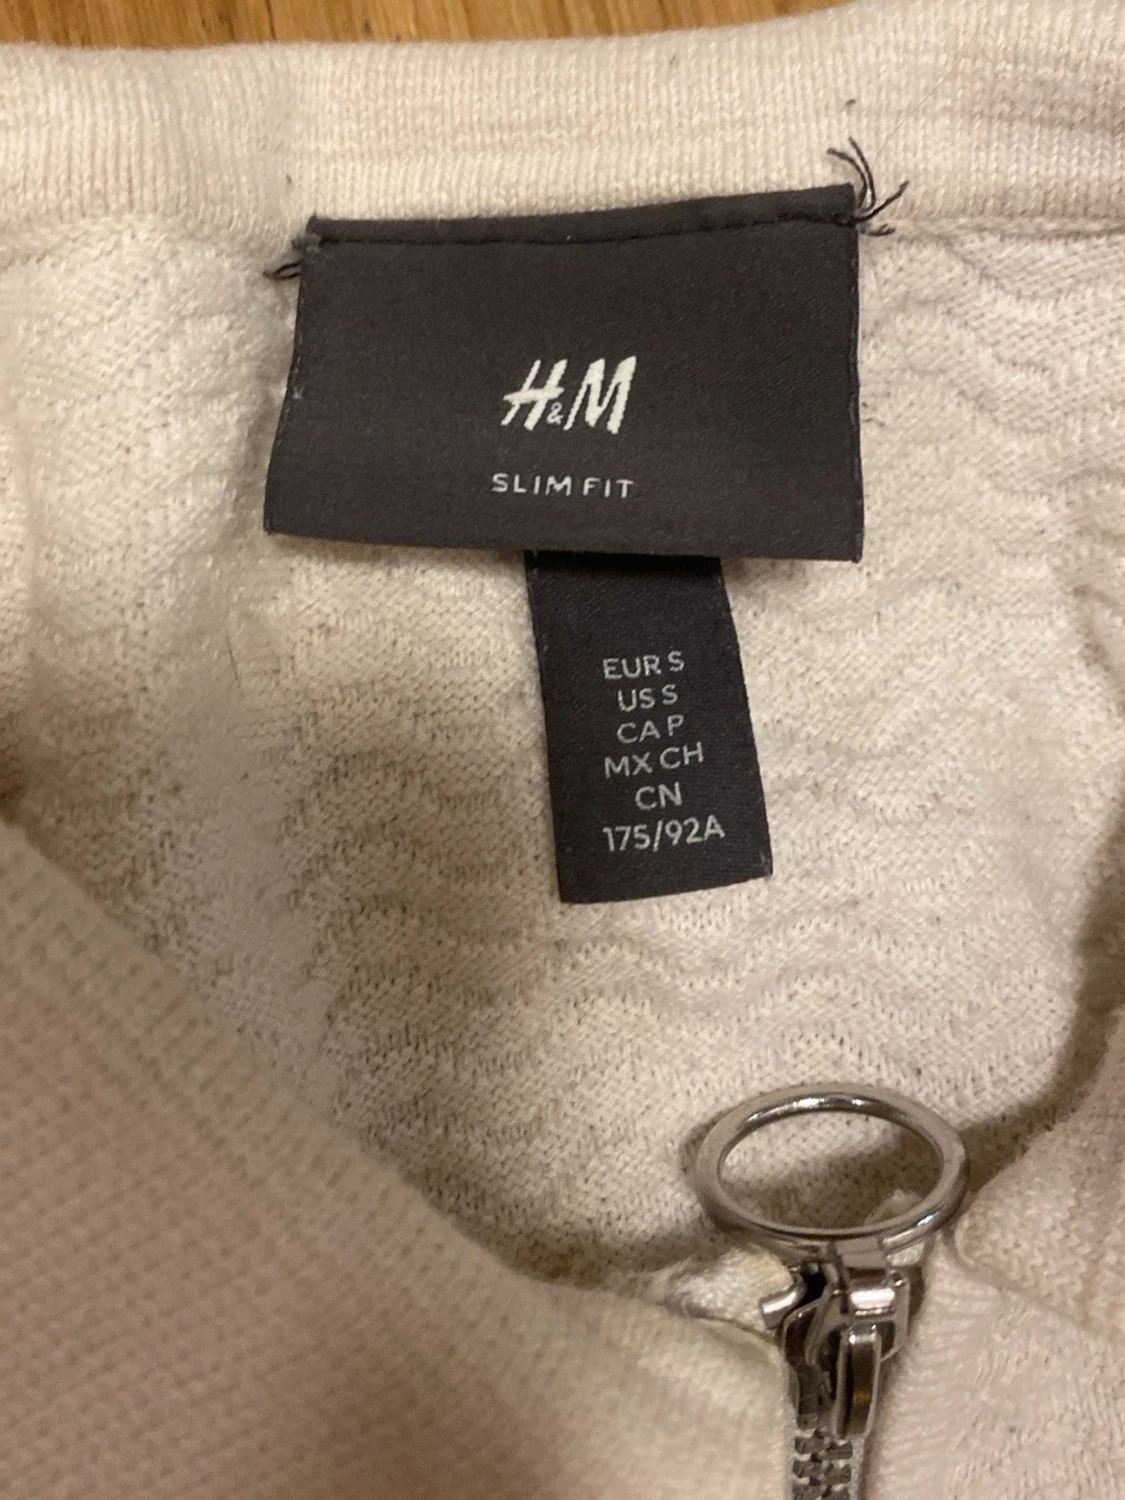 H&M
SLIM FIT
EUR S
US S
CA P
MX CH
CN
175/92A